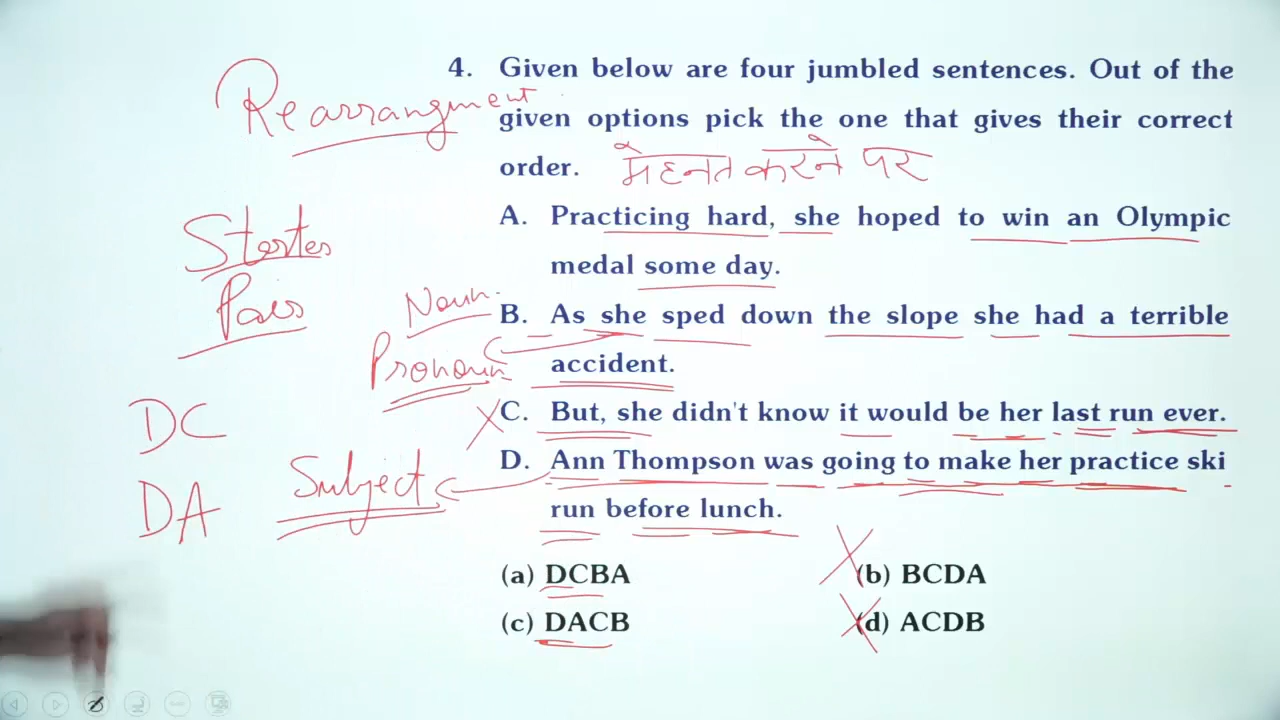 4. Given below are four jumbled sentences. Out of the
given options pick the one that gives their correct
order. मेहनत करने पर
Rearrangment
A. Practicing hard, she hoped to win an Olympic
medal some day.
Starter
Pair
Noun
B. As she sped down the slope she had a terrible
accident.
Pronoun
C. But, she didn't know it would be her last run ever.
DC
D. Ann Thompson was going to make her practice ski
run before lunch.
Subject
DA
(a) DCBA (b) BCDA
(c) DACB (d) ACDB